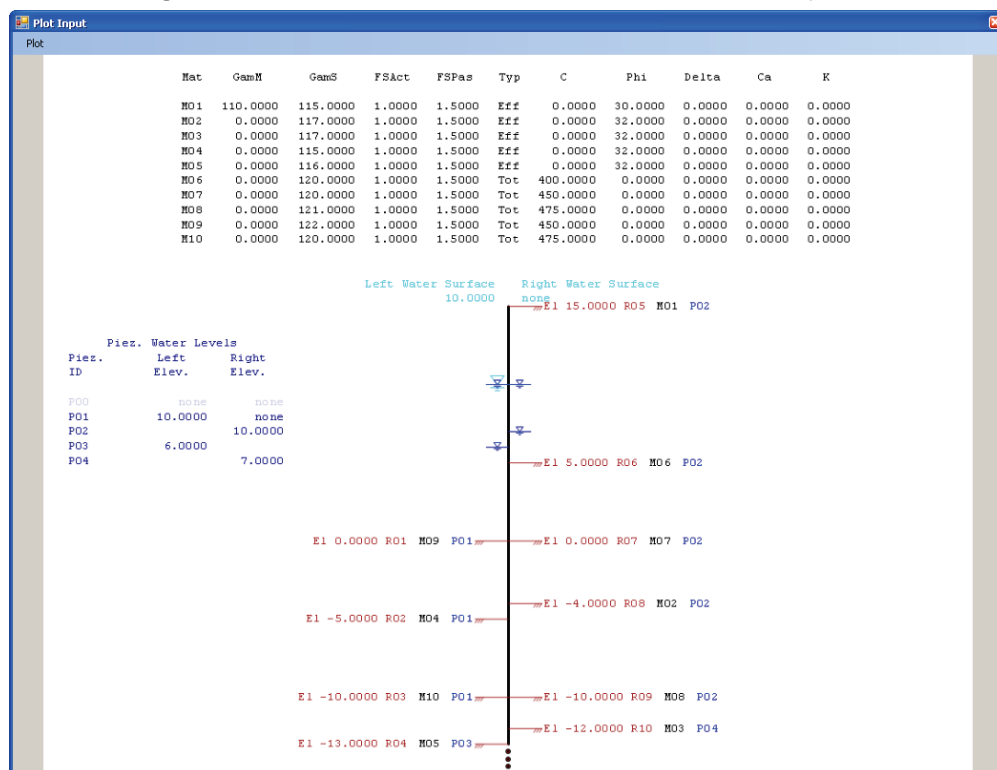 Plot Input
Plot
Mat GamM GamS FSAct FSPas Typ C Phi Delta Ca K
M01 110.0000 115.0000 1.0000 1.5000 Eff 0.0000 30.0000 0.0000 0.0000 0.0000
M02 0.0000 117.0000 1.0000 1.5000 Eff 0.0000 32.0000 0.0000 0.0000 0.0000
M03 0.0000 117.0000 1.0000 1.5000 Eff 0.0000 32.0000 0.0000 0.0000 0.0000
M04 0.0000 115.0000 1.0000 1.5000 Eff 0.0000 32.0000 0.0000 0.0000 0.0000
M05 0.0000 116.0000 1.0000 1.5000 Eff 0.0000 32.0000 0.0000 0.0000 0.0000
M06 0.0000 120.0000 1.0000 1.5000 Tot 400.0000 0.0000 0.0000 0.0000 0.0000
M07 0.0000 120.0000 1.0000 1.5000 Tot 450.0000 0.0000 0.0000 0.0000 0.0000
M08 0.0000 121.0000 1.0000 1.5000 Tot 475.0000 0.0000 0.0000 0.0000 0.0000
M09 0.0000 122.0000 1.0000 1.5000 Tot 450.0000 0.0000 0.0000 0.0000 0.0000
M10 0.0000 120.0000 1.0000 1.5000 Tot 475.0000 0.0000 0.0000 0.0000 0.0000
Left Water Surface Right Water Surface
10.0000 none
El 15.0000 R05 M01 P02
Piez. Water Levels
Piez. Left Right
ID Elev. Elev.
P00 none none
P01 10.0000 none
P02 10.0000
P03 6.0000
P04 7.0000
El 5.0000 R06 M06 P02
El 0.0000 R01 M09 P01 El 0.0000 R07 M07 P02
El -4.0000 R08 M02 P02
El -5.0000 R02 M04 P01
El -10.0000 R03 M10 P01 El -10.0000 R09 M08 P02
El -12.0000 R10 M03 P04
El -13.0000 R04 M05 P03